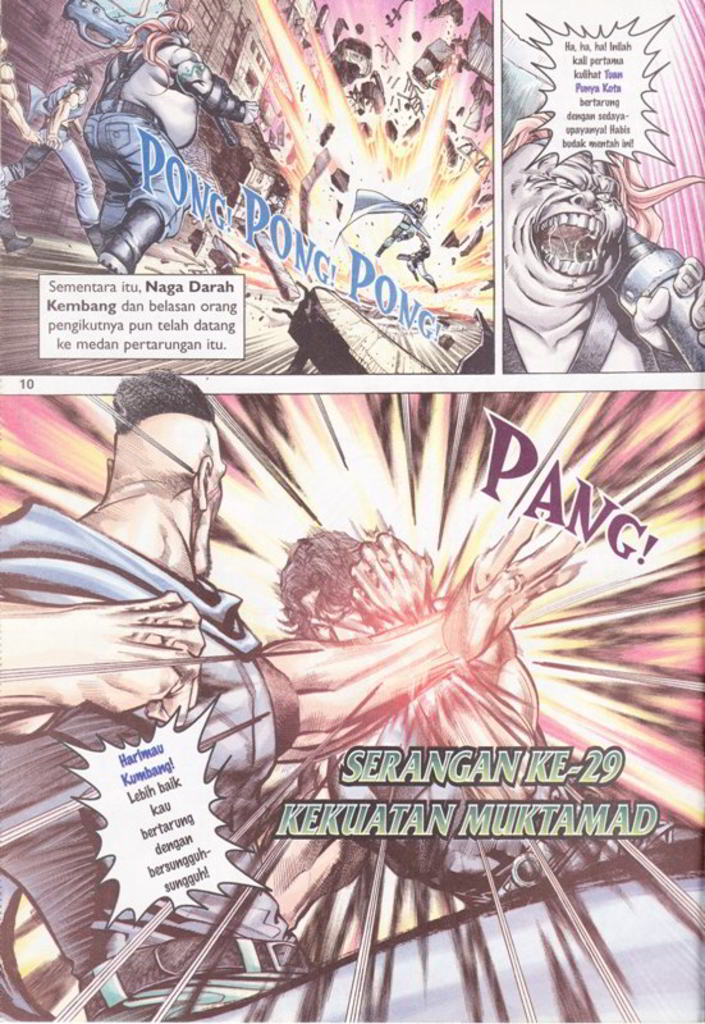 PONG! PONG! PONG!
Sementara itu, Naga Darah
Kembang dan belasan orang
pengikutnya pun telah datang
ke medan pertarungan itu.
Ha, ha, ha! Inilah
kali pertama
kulihat Tuan
Punya Kota
bertarung
dengan sedaya-
upayanya! Habis
budak mentah ini!
10
PANG!
Harimau
Kumbang!
Lebih baik
kau
bertarung
dengan
bersungguh-
sungguh!
SERANGAN KE-29
KEKUATAN MUKTAMAD